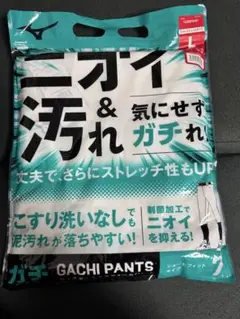 ニオイ
&
汚れ
気にせず
ガチれ
丈夫で、さらにストレッチ性もUP
こすり洗いなしでも
泥汚れが落ちやすい!
制菌加工で
ニオイ
を抑える!
ガチ GACHI PANTS